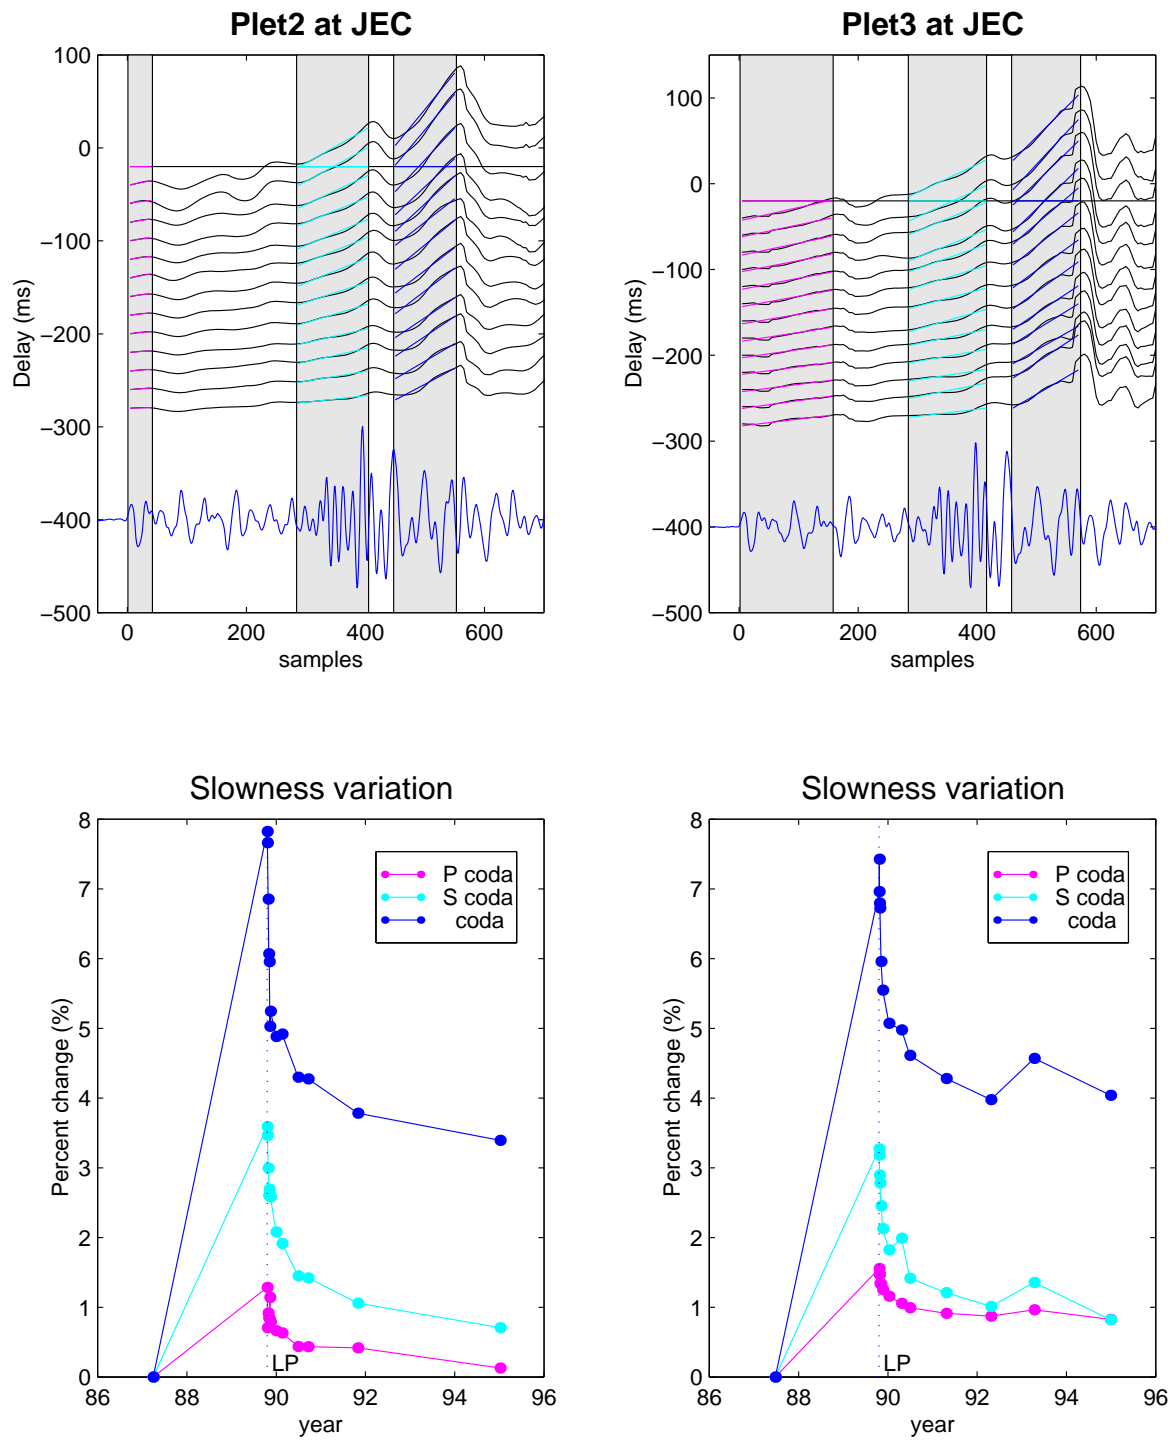 Plet2 at JEC
100
0
−100
−200
−300
−400
−500
Delay (ms)
0 200 400 600
samples
Plet3 at JEC
100
0
−100
−200
−300
−400
−500
Delay (ms)
0 200 400 600
samples
Slowness variation
8
7
6
5
4
3
2
1
0
Percent change (%)
P coda
S coda
coda
LP
86 88 90 92 94 96
year
Slowness variation
8
7
6
5
4
3
2
1
0
Percent change (%)
P coda
S coda
coda
LP
86 88 90 92 94 96
year